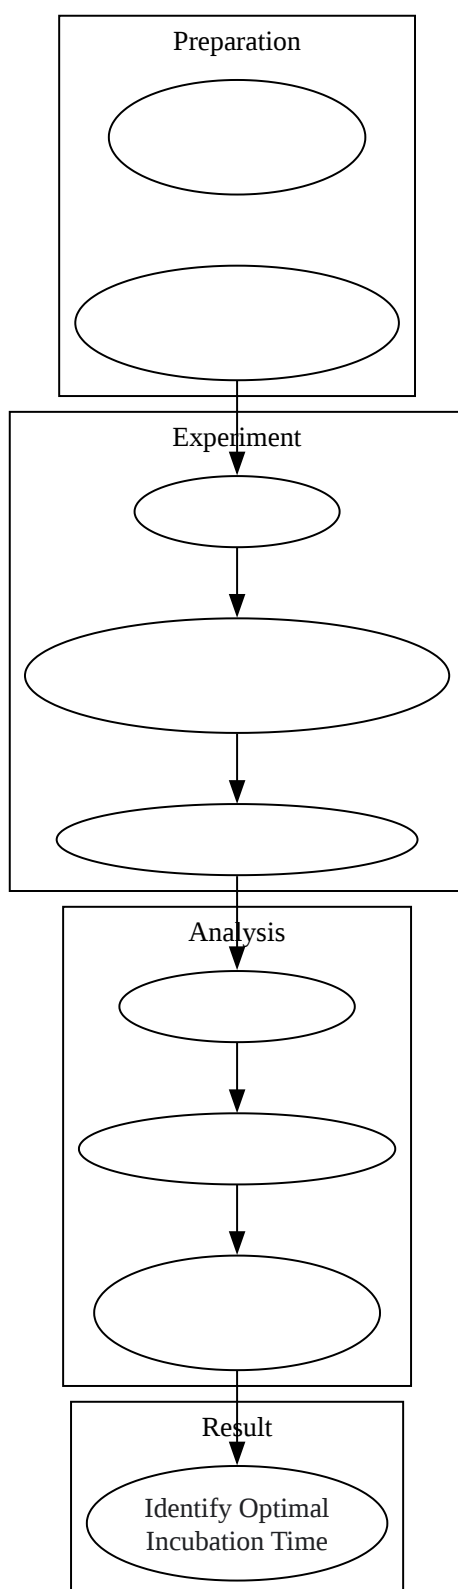 Preparation
Experiment
Analysis
Result
Identify Optimal
Incubation Time